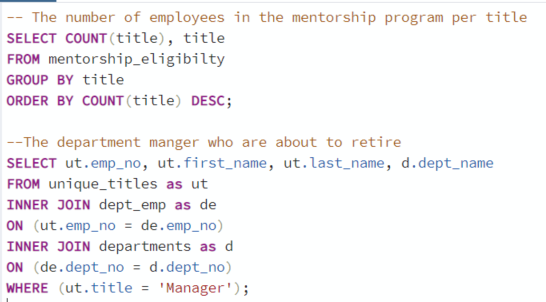 -- The number of employees in the mentorship program per title
SELECT COUNT(title), title
FROM mentorship_eligibilty
GROUP BY title
ORDER BY COUNT(title) DESC;

--The department manger who are about to retire
SELECT ut.emp_no, ut.first_name, ut.last_name, d.dept_name
FROM unique_titles as ut
INNER JOIN dept_emp as de
ON (ut.emp_no = de.emp_no)
INNER JOIN departments as d
ON (de.dept_no = d.dept_no)
WHERE (ut.title = 'Manager');